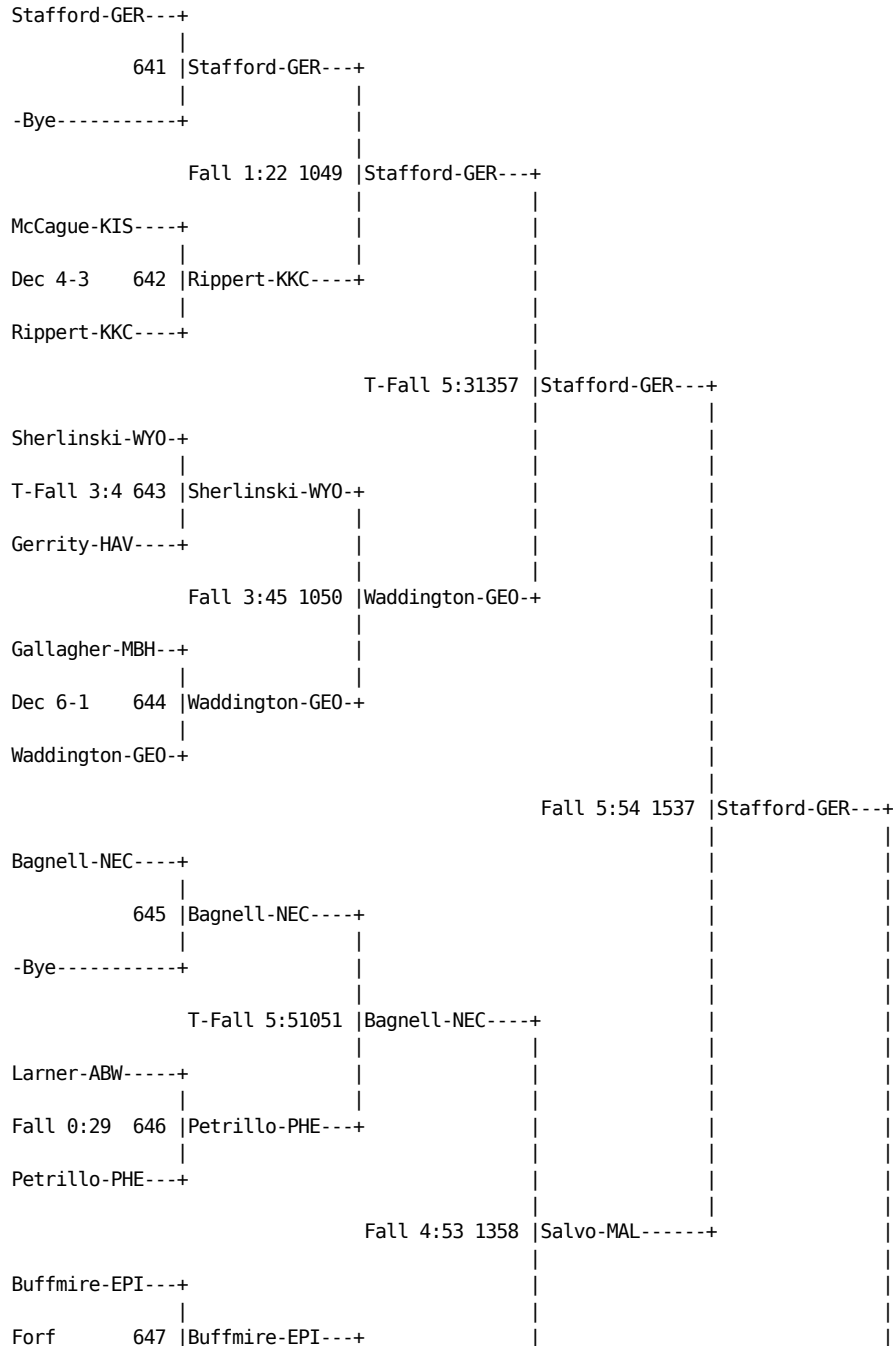 Stafford-GER---+
|
641 |Stafford-GER---+
| |
-Bye-----------+ |
|
Fall 1:22 1049 |Stafford-GER---+
| |
McCague-KIS----+ | |
| | |
Dec 4-3 642 |Rippert-KKC----+ |
| |
Rippert-KKC----+ |
|
T-Fall 5:31357 |Stafford-GER---+
| |
Sherlinski-WYO-+ | |
| | |
T-Fall 3:4 643 |Sherlinski-WYO-+ | |
| | | |
Gerrity-HAV----+ | | |
| | |
Fall 3:45 1050 |Waddington-GEO-+ |
| |
Gallagher-MBH--+ | |
| | |
Dec 6-1 644 |Waddington-GEO-+ |
| |
Waddington-GEO-+ |
|
Fall 5:54 1537 |Stafford-GER---+
| |
Bagnell-NEC----+ | |
| | |
645 |Bagnell-NEC----+ | |
| | | |
-Bye-----------+ | | |
| | |
T-Fall 5:51051 |Bagnell-NEC----+ | |
| | | |
Larner-ABW-----+ | | | |
| | | | |
Fall 0:29 646 |Petrillo-PHE---+ | | |
| | | |
Petrillo-PHE---+ | | |
| | |
Fall 4:53 1358 |Salvo-MAL------+ |
| |
Buffmire-EPI---+ | |
| | |
Forf 647 |Buffmire-EPI---+ | |